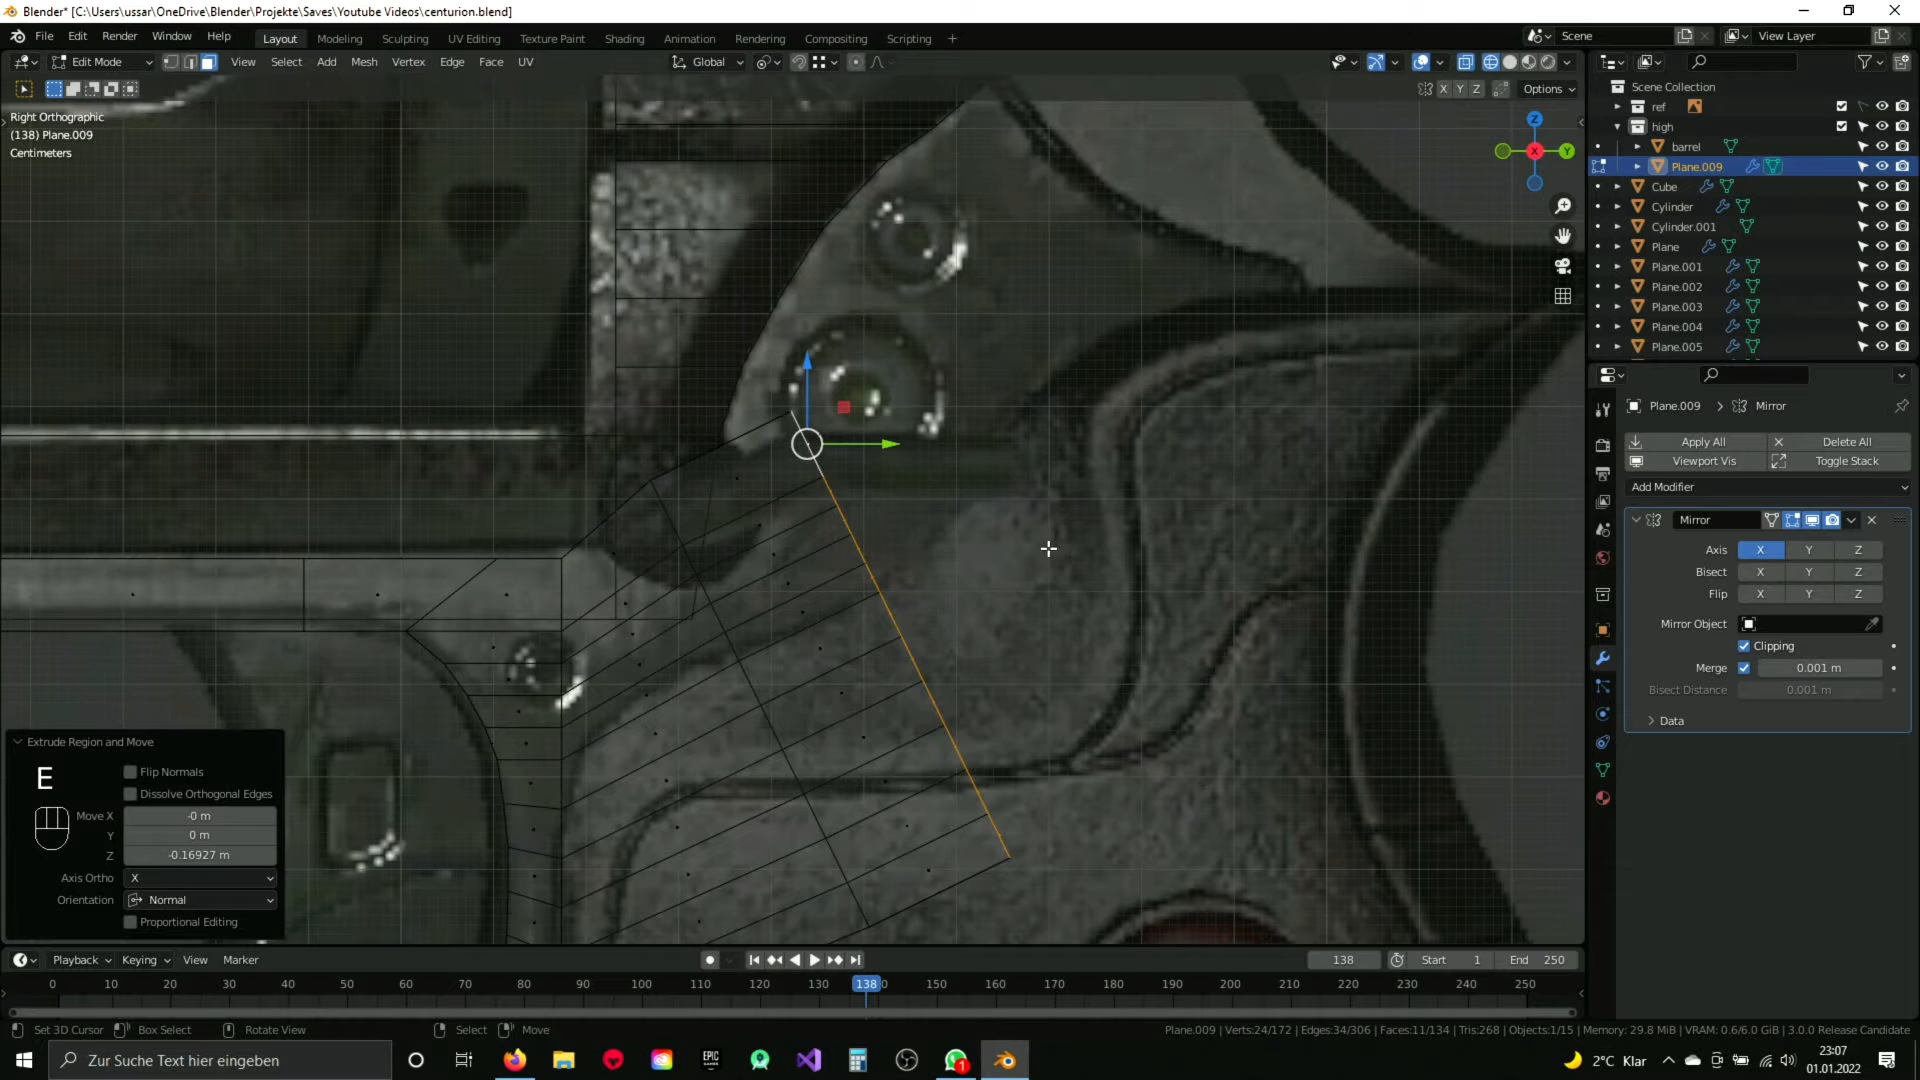 Blender* [C:\Users\ussar\OneDrive\Blender\Projekte\Saves\Youtube Videos\centurion.blend]
File Edit Render Window Help Layout Modeling Sculpting UV Editing Texture Paint Shading Animation Rendering Compositing Scripting + Scene View Layer
Edit Mode View Select Add Mesh Vertex Edge Face UV Global
X Y Z Options
Right Orthographic
(138) Plane.009
Centimeters
Z
X
Y
Scene Collection
ref
high
barrel
Plane.009
Cube
Cylinder
Cylinder.001
Plane
Plane.001
Plane.002
Plane.003
Plane.004
Plane.005
Plane.009 > Mirror
Apply All Delete All
Viewport Vis Toggle Stack
Add Modifier
Mirror
Axis X Y Z
Bisect X Y Z
Flip X Y Z
Mirror Object
Clipping
Merge 0.001 m
Bisect Distance 0.001 m
Data
Extrude Region and Move
E
Flip Normals
Dissolve Orthogonal Edges
Move X -0 m
Y 0 m
Z -0.16927 m
Axis Ortho X
Orientation Normal
Proportional Editing
Playback Keying View Marker 138 Start 1 End 250
0 10 20 30 40 50 60 70 80 90 100 110 120 130 138 0 150 160 170 180 190 200 210 220 230 240 250
Set 3D Cursor Box Select Rotate View Select Move Plane.009 | Verts:24/172 | Edges:34/306 | Faces:11/134 | Tris:268 | Objects:1/15 | Memory: 29.8 MiB | VRAM: 0.6/6.0 GiB | 3.0.0 Release Candidate
Zur Suche Text hier eingeben EPIC GAMES 1 2°C Klar 23:07
01.01.2022